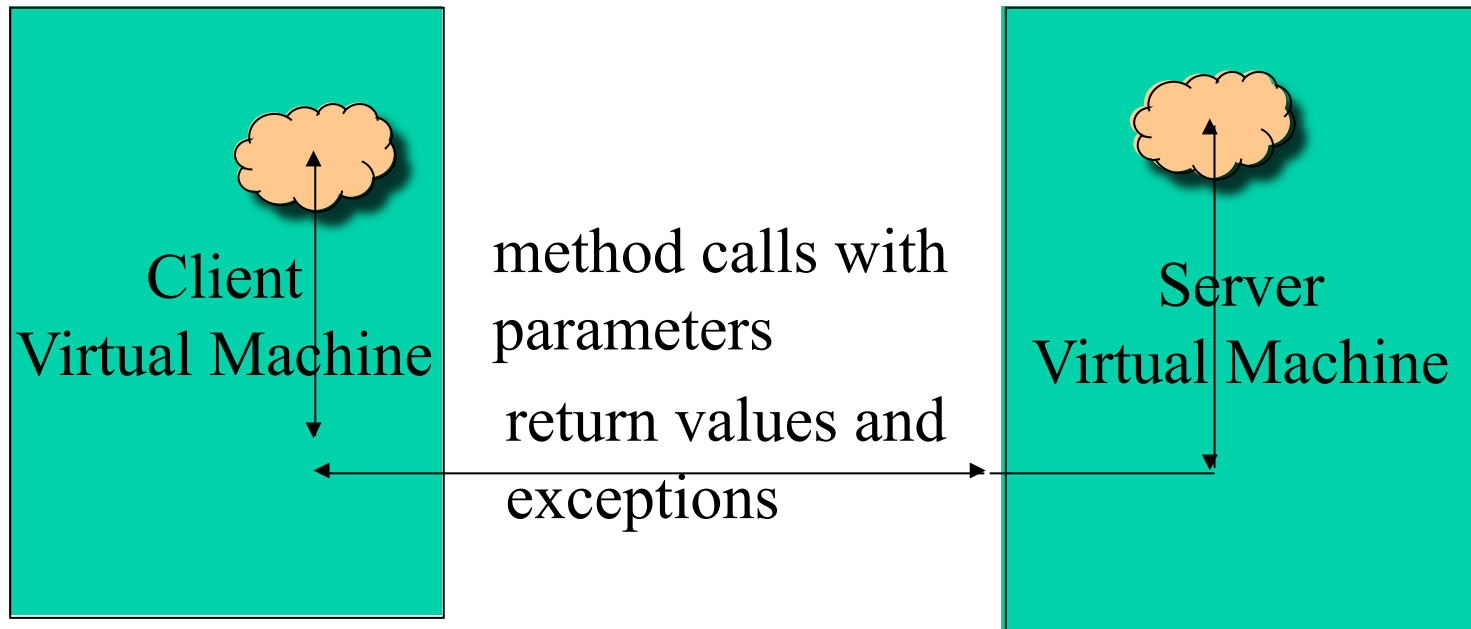 Client
Virtual Machine
method calls with
parameters
return values and
exceptions
Server
Virtual Machine